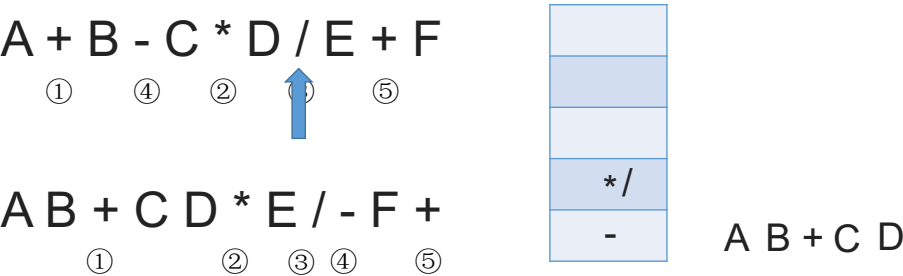 A + B - C * D / E + F
① ④ ② ⑤
A B + C D * E / - F +
① ② ③ ④ ⑤
* /
-
A B + C D